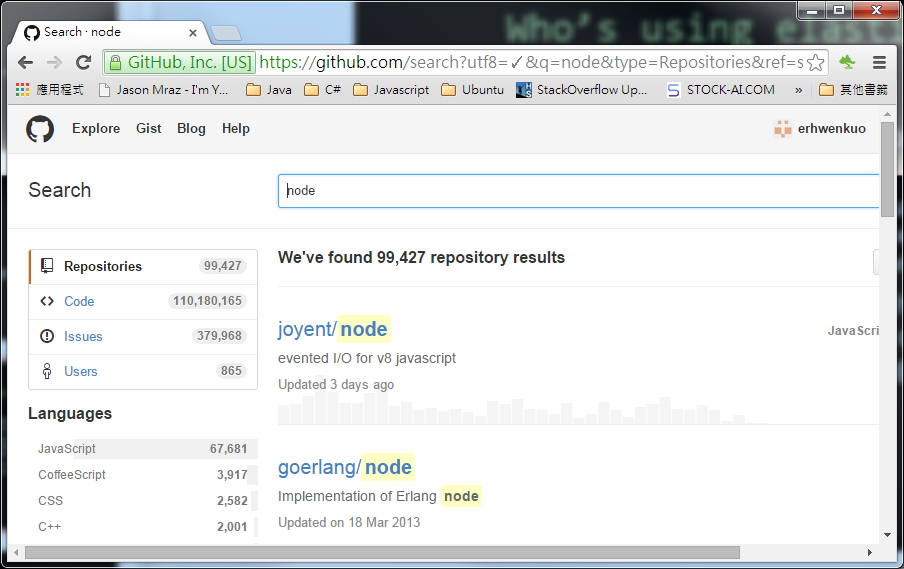 Who's using elast
Search · node
GitHub, Inc. [US] https://github.com/search?utf8=✓&q=node&type=Repositories&ref=s
應用程式 Jason Mraz - I'm Y... Java C# Javascript Ubuntu StackOverflow Up... STOCK-AI.COM » 其他書籤
Explore Gist Blog Help erhwenkuo
Search node
Repositories 99,427
Code 110,180,165
Issues 379,968
Users 865
Languages
JavaScript 67,681
CoffeeScript 3,917
CSS 2,582
C++ 2,001
We've found 99,427 repository results
joyent/node JavaScri
evented I/O for v8 javascript
Updated 3 days ago
goerlang/node
Implementation of Erlang node
Updated on 18 Mar 2013